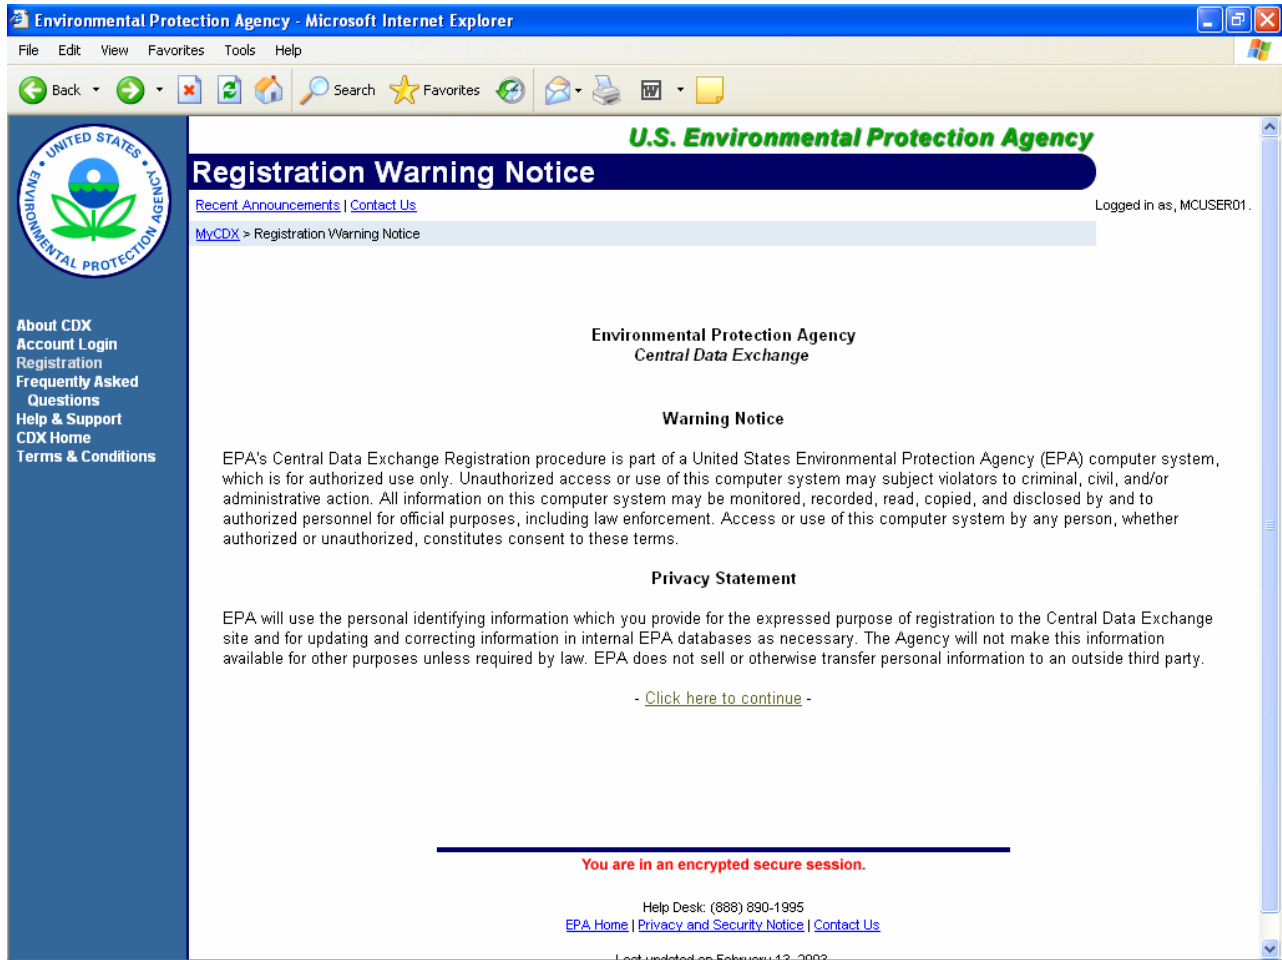 Environmental Protection Agency - Microsoft Internet Explorer
File Edit View Favorites Tools Help
Back Search Favorites
UNITED STATES ENVIRONMENTAL PROTECTION AGENCY
U.S. Environmental Protection Agency
Registration Warning Notice
Recent Announcements | Contact Us
Logged in as, MCUSER01.
MyCDX > Registration Warning Notice
About CDX
Account Login
Registration
Frequently Asked
Questions
Help & Support
CDX Home
Terms & Conditions
Environmental Protection Agency
Central Data Exchange
Warning Notice
EPA's Central Data Exchange Registration procedure is part of a United States Environmental Protection Agency (EPA) computer system,
which is for authorized use only. Unauthorized access or use of this computer system may subject violators to criminal, civil, and/or
administrative action. All information on this computer system may be monitored, recorded, read, copied, and disclosed by and to
authorized personnel for official purposes, including law enforcement. Access or use of this computer system by any person, whether
authorized or unauthorized, constitutes consent to these terms.
Privacy Statement
EPA will use the personal identifying information which you provide for the expressed purpose of registration to the Central Data Exchange
site and for updating and correcting information in internal EPA databases as necessary. The Agency will not make this information
available for other purposes unless required by law. EPA does not sell or otherwise transfer personal information to an outside third party.
- Click here to continue -
You are in an encrypted secure session.
Help Desk: (888) 890-1995
EPA Home | Privacy and Security Notice | Contact Us
Last updated on February 13, 2003